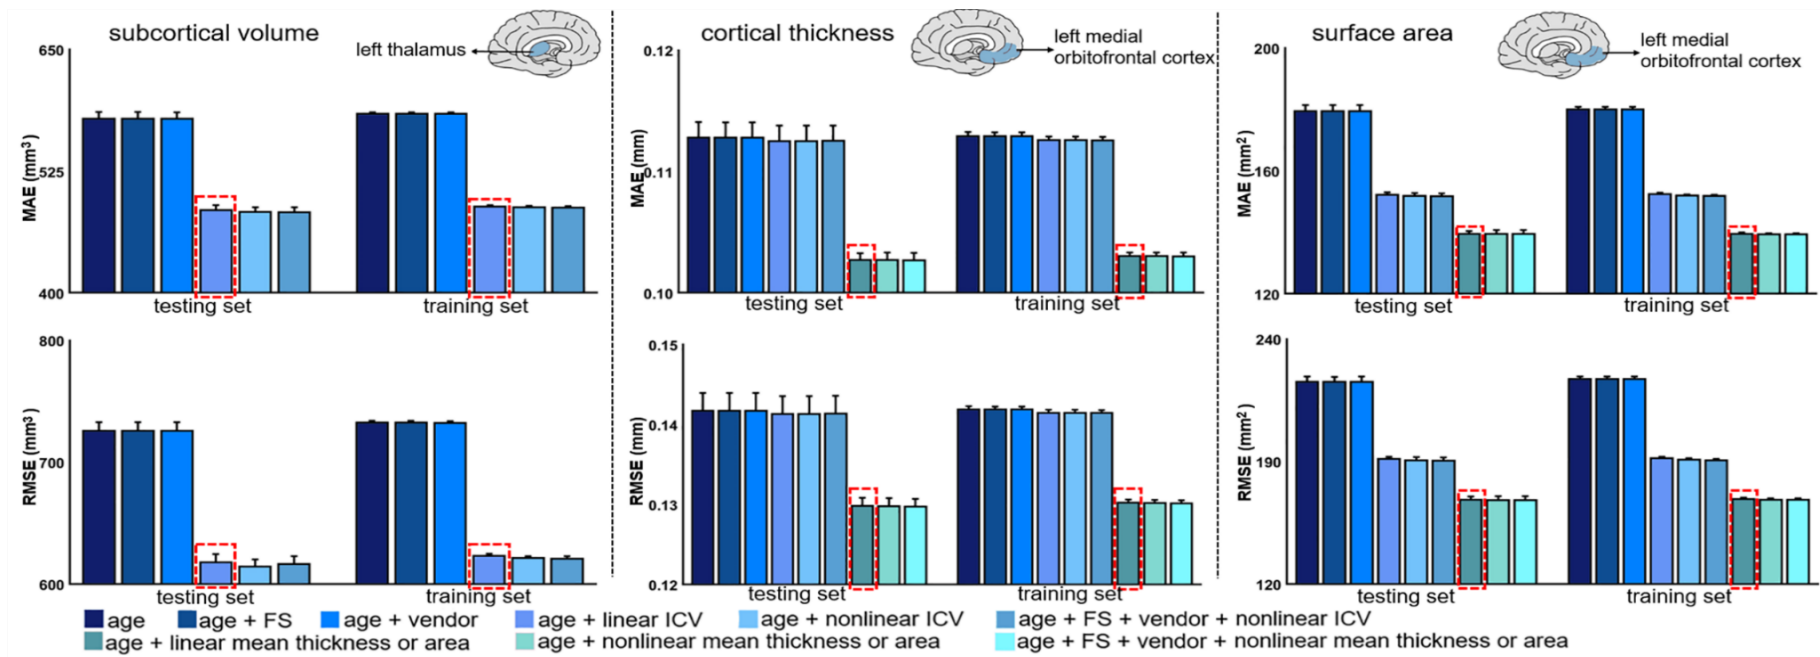 subcortical volume
left thalamus
650
525
400
MAE (mm³)
testing set
training set
800
700
600
RMSE (mm³)
testing set
training set
cortical thickness
left medial
orbitofrontal cortex
0.12
0.11
0.10
MAE (mm)
testing set
training set
0.15
0.14
0.13
0.12
RMSE (mm)
testing set
training set
surface area
left medial
orbitofrontal cortex
200
160
120
MAE (mm²)
testing set
training set
240
190
120
RMSE (mm²)
testing set
training set
age
age + FS
age + vendor
age + linear ICV
age + nonlinear ICV
age + FS + vendor + nonlinear ICV
age + linear mean thickness or area
age + nonlinear mean thickness or area
age + FS + vendor + nonlinear mean thickness or area